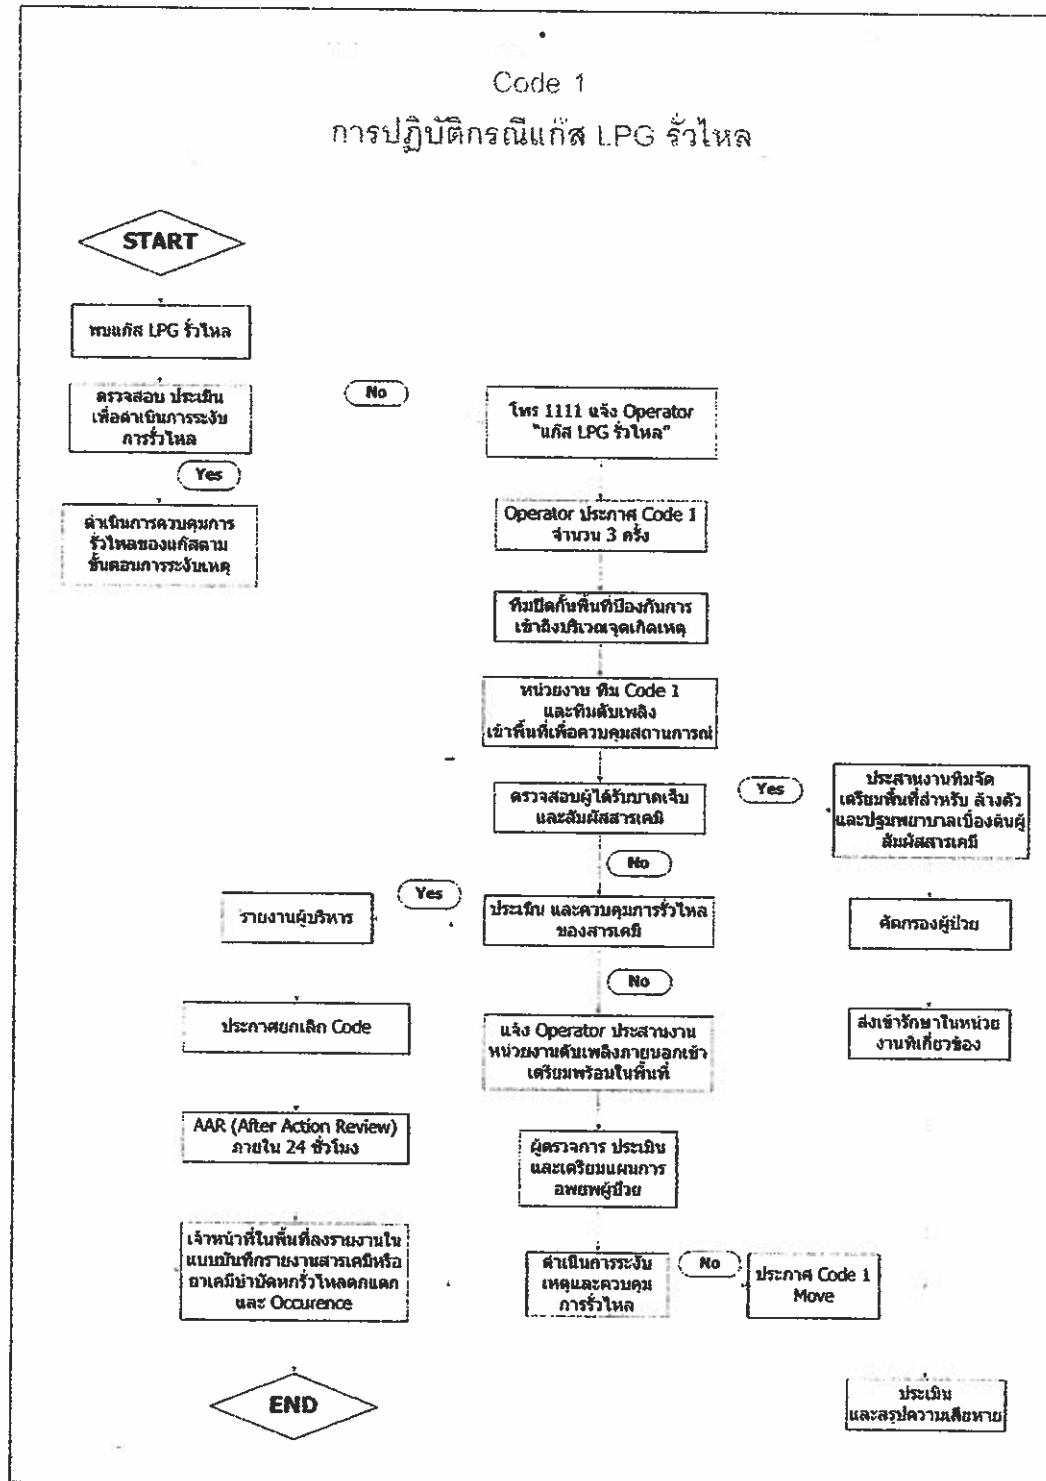 Code 1
การปฏิบัติกรณีแก๊ส LPG รั่วไหล
START
พบแก๊ส LPG รั่วไหล
ตรวจสอบ ประเมิน
เพื่อดำเนินการระงับ
การรั่วไหล
No
Yes
ดำเนินการควบคุมการ
รั่วไหลของแก๊สตาม
ขั้นตอนการระงับเหตุ
โทร 1111 แจ้ง Operator
"แก๊ส LPG รั่วไหล"
Operator ประกาศ Code 1
จำนวน 3 ครั้ง
ทีมปิดกั้นพื้นที่ป้องกันการ
เข้าถึงบริเวณจุดเกิดเหตุ
หน่วยงาน ทีม Code 1
และทีมดับเพลิง
เข้าพื้นที่เพื่อควบคุมสถานการณ์
ตรวจสอบผู้ได้รับบาดเจ็บ
และสัมผัสสารเคมี
Yes
ประสานงานทีมจัด
เตรียมพื้นที่สำหรับ ล้างตัว
และปฐมพยาบาลเบื้องต้นผู้
สัมผัสสารเคมี
No
คัดกรองผู้ป่วย
ส่งเข้ารักษาในหน่วย
งานที่เกี่ยวข้อง
ประเมิน และควบคุมการรั่วไหล
ของสารเคมี
Yes
รายงานผู้บริหาร
No
ประกาศยกเลิก Code
แจ้ง Operator ประสานงาน
หน่วยงานดับเพลิงภายนอกเข้า
เตรียมพร้อมในพื้นที่
AAR (After Action Review)
ภายใน 24 ชั่วโมง
ผู้ตรวจการ ประเมิน
และเตรียมแผนการ
อพยพผู้ป่วย
เจ้าหน้าที่ในพื้นที่ลงรายงานใน
แบบบันทึกรายงานสารเคมีหรือ
ยาเคมีบำบัดหกรั่วไหลตกแตก
และ Occurence
ดำเนินการระงับ
เหตุและควบคุม
การรั่วไหล
No
ประกาศ Code 1
Move
END
ประเมิน
และสรุปความเสียหาย